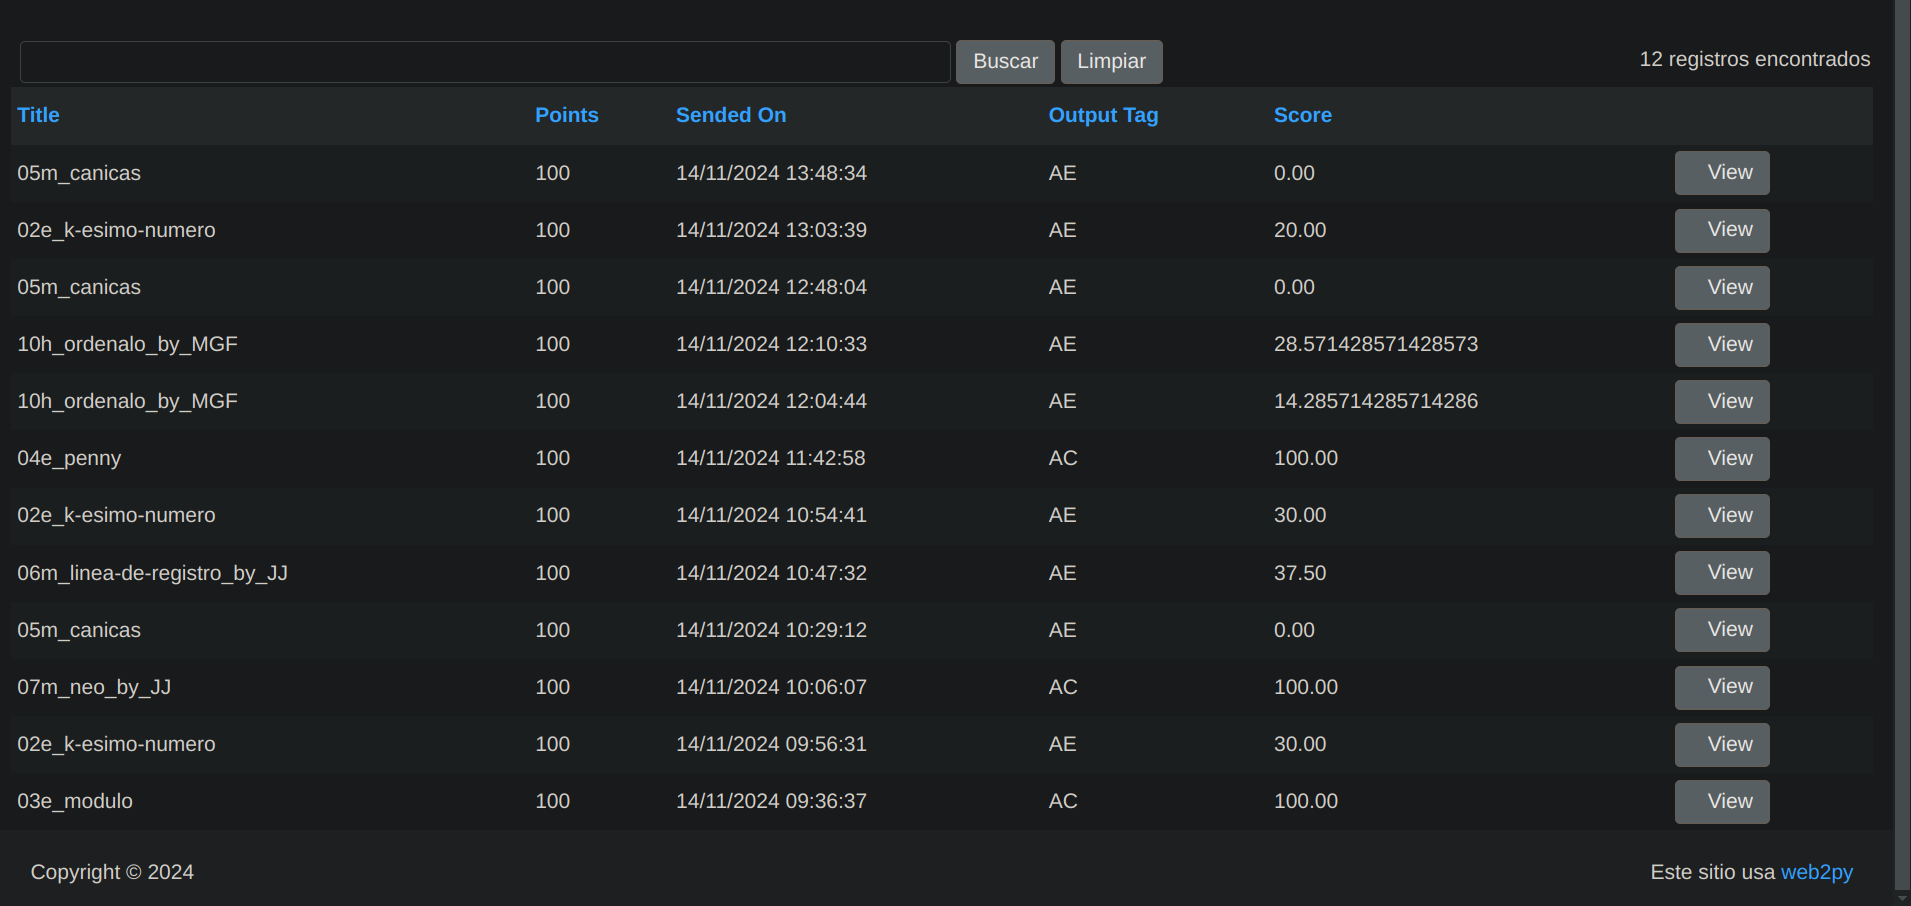 Buscar Limpiar 12 registros encontrados
Title Points Sended On Output Tag Score
05m_canicas 100 14/11/2024 13:48:34 AE 0.00 View
02e_k-esimo-numero 100 14/11/2024 13:03:39 AE 20.00 View
05m_canicas 100 14/11/2024 12:48:04 AE 0.00 View
10h_ordenalo_by_MGF 100 14/11/2024 12:10:33 AE 28.571428571428573 View
10h_ordenalo_by_MGF 100 14/11/2024 12:04:44 AE 14.285714285714286 View
04e_penny 100 14/11/2024 11:42:58 AC 100.00 View
02e_k-esimo-numero 100 14/11/2024 10:54:41 AE 30.00 View
06m_linea-de-registro_by_JJ 100 14/11/2024 10:47:32 AE 37.50 View
05m_canicas 100 14/11/2024 10:29:12 AE 0.00 View
07m_neo_by_JJ 100 14/11/2024 10:06:07 AC 100.00 View
02e_k-esimo-numero 100 14/11/2024 09:56:31 AE 30.00 View
03e_modulo 100 14/11/2024 09:36:37 AC 100.00 View
Copyright © 2024 Este sitio usa web2py